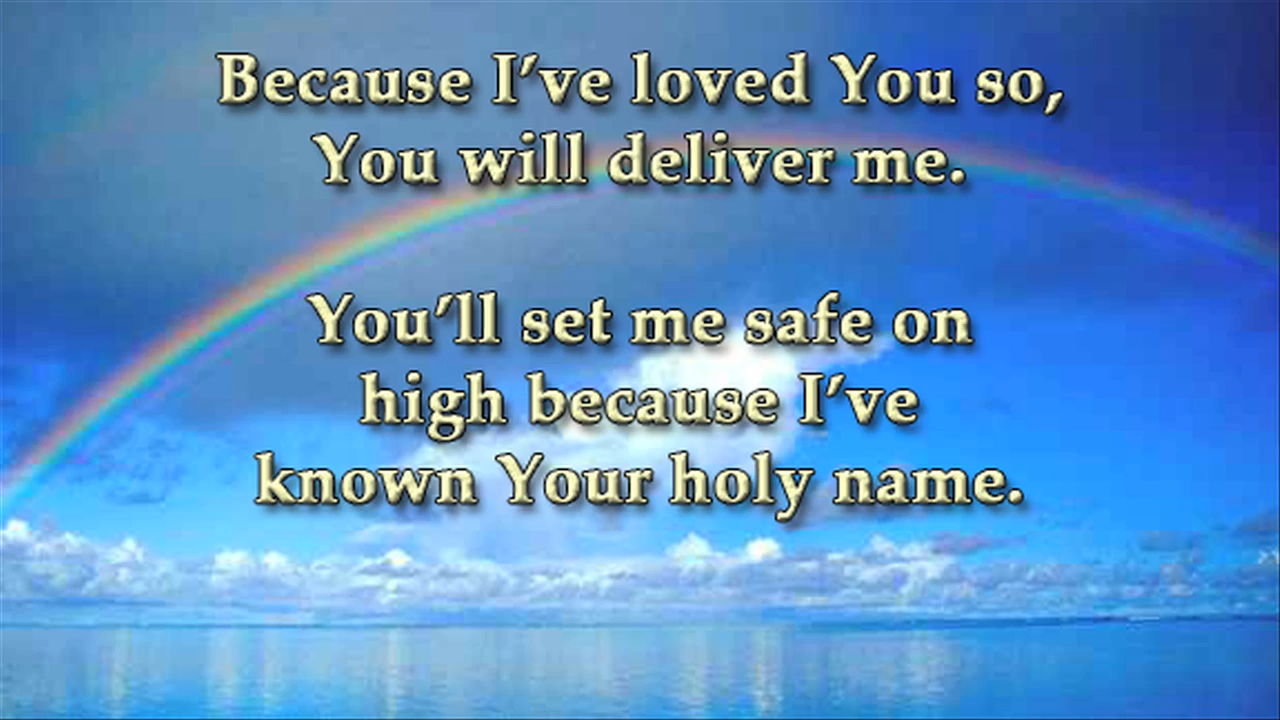 Because I've loved You so,
You will deliver me.
You'll set me safe on
high because I've
known Your holy name.